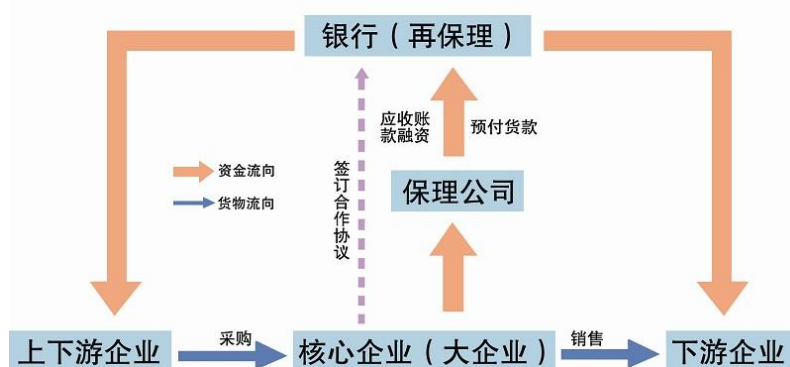 银行（再保理）
应收账
款融资
预付货款
资金流向
货物流向
签订合作协议
保理公司
上下游企业
采购
核心企业（大企业）
销售
下游企业